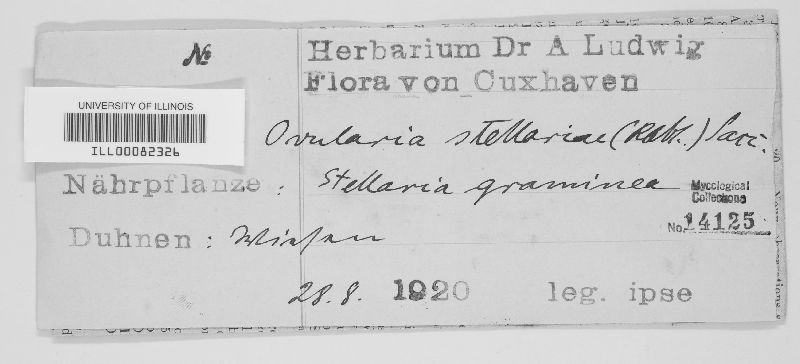 №
Herbarium Dr A Ludwig
Flora von Cuxhaven
UNIVERSITY OF ILLINOIS
ILL00082326
Ovularia stellariae (Rabh.) Sacc.
Nährpflanze : Stellaria graminea
Mycological
Collections
No. 14125
Duhnen : Wiesen
28.8. 1920 leg. ipse